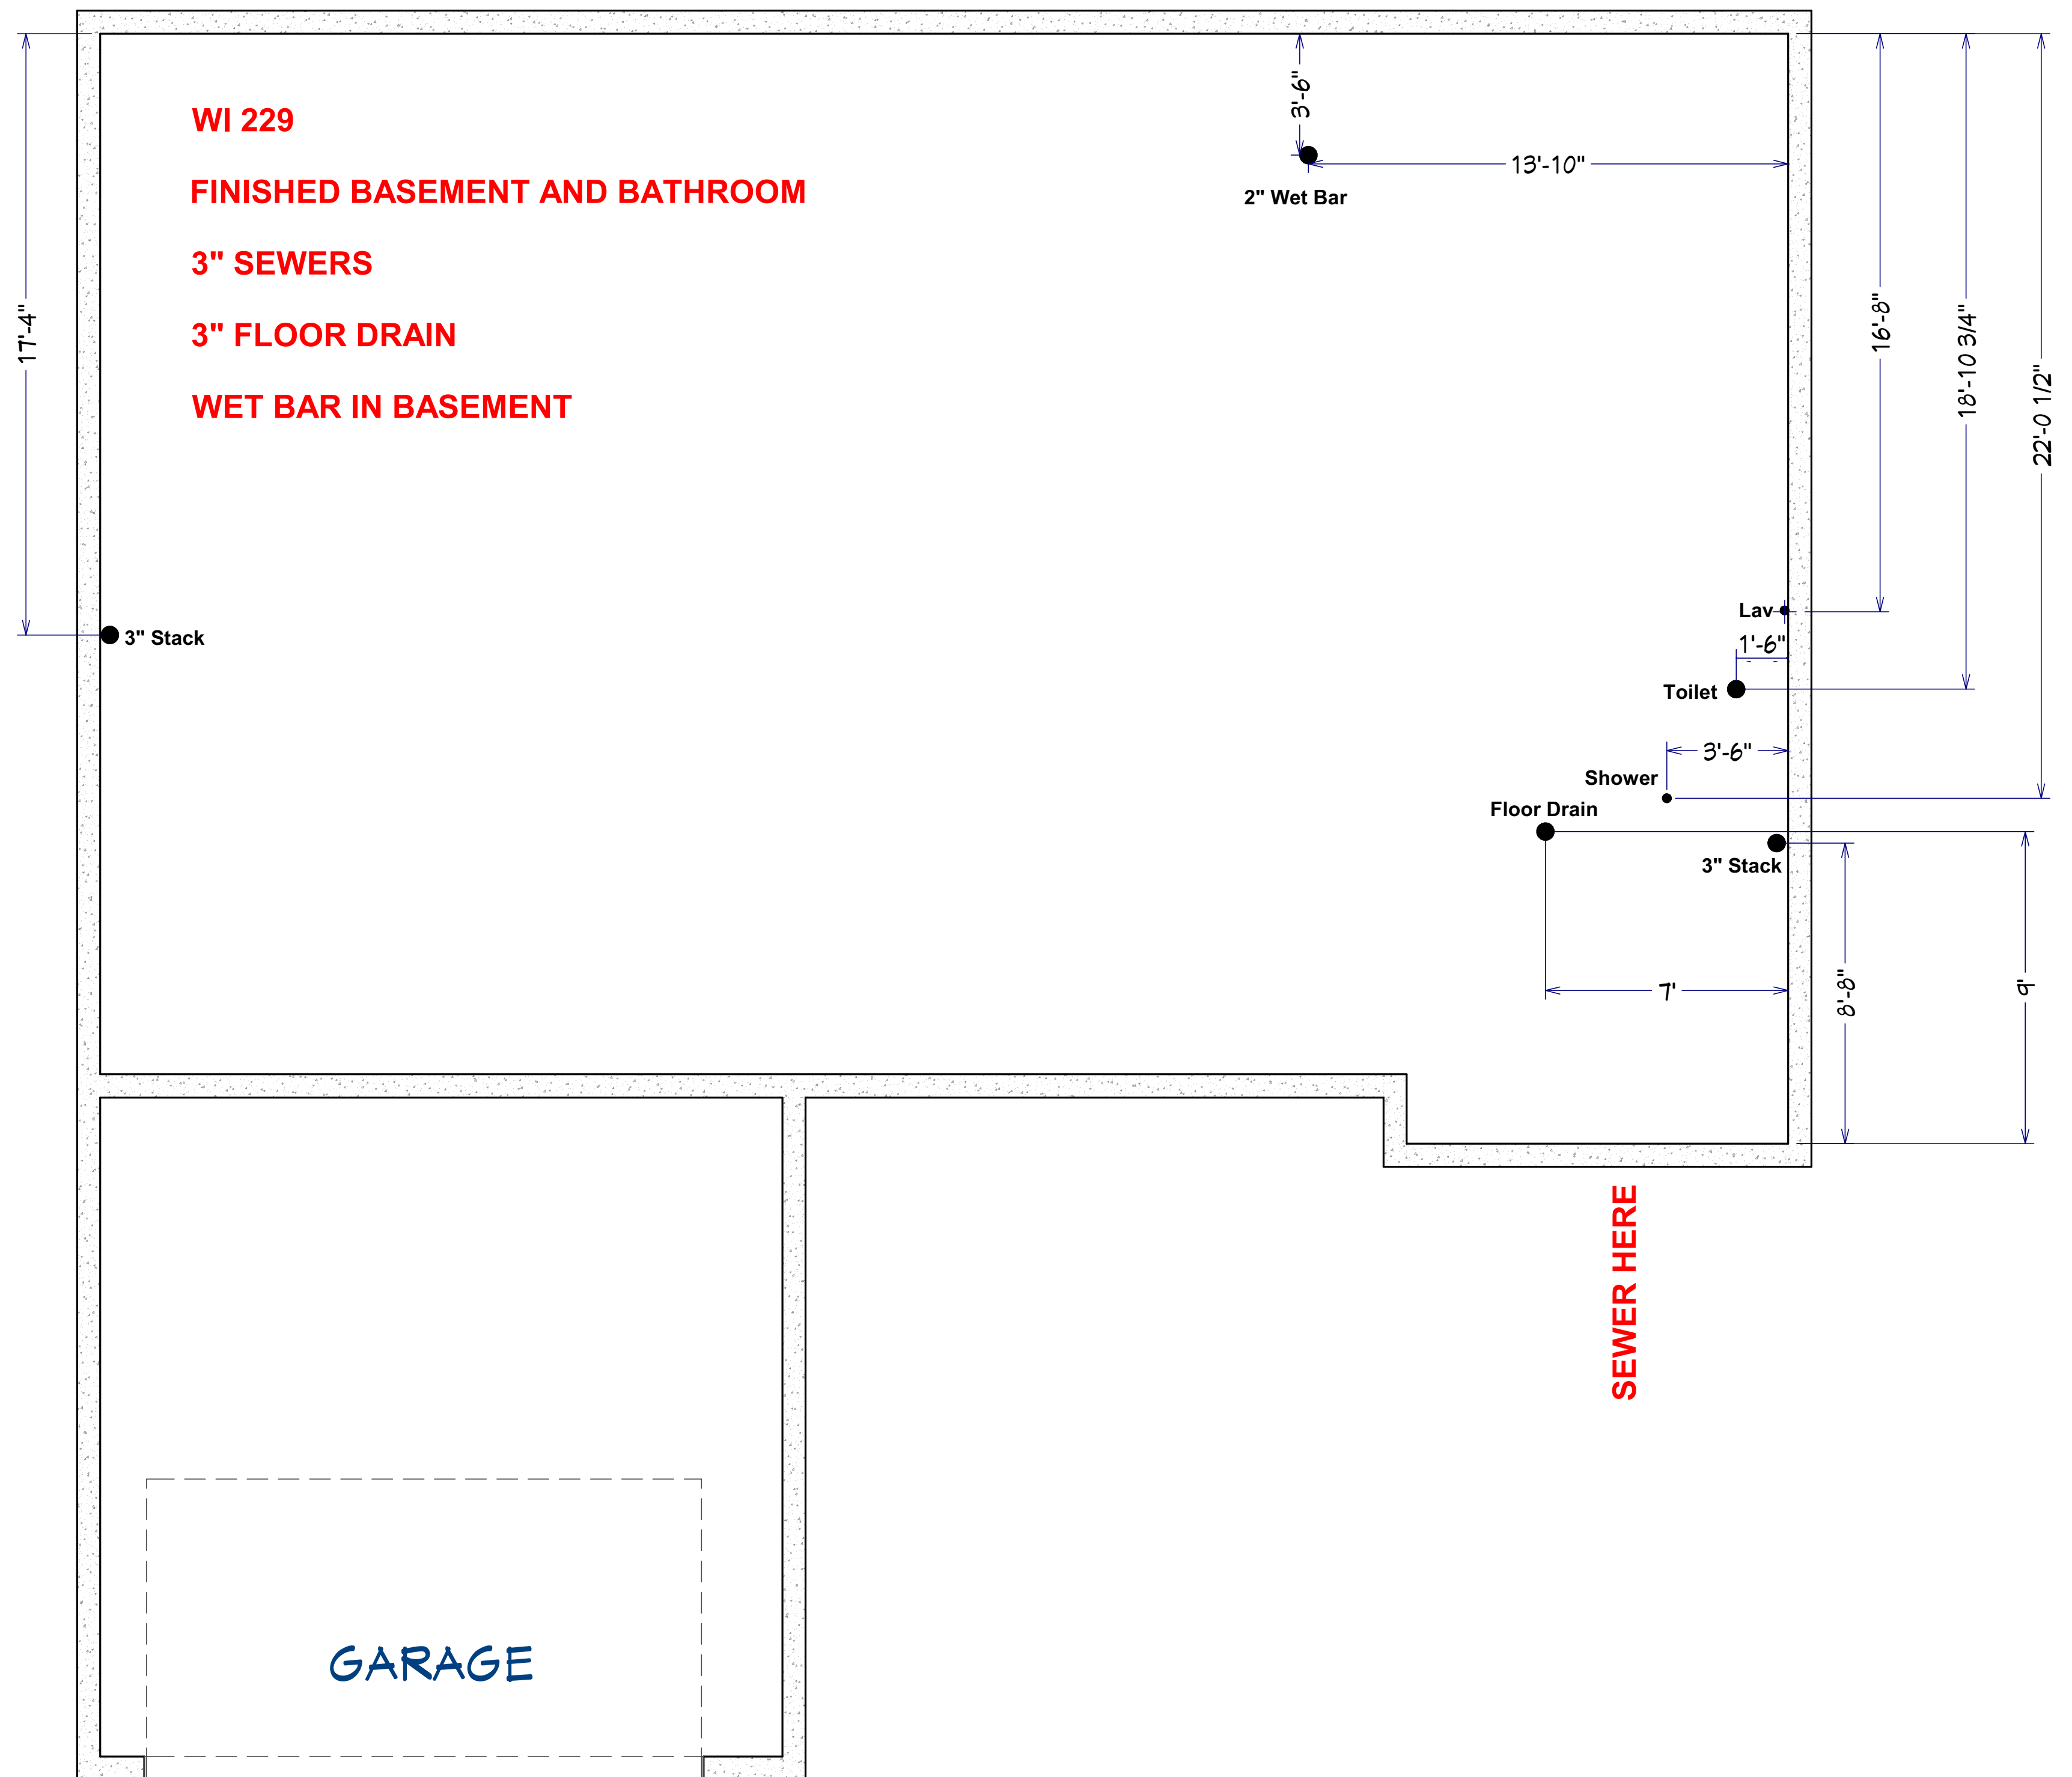 WI 229
FINISHED BASEMENT AND BATHROOM
3" SEWERS
3" FLOOR DRAIN
WET BAR IN BASEMENT
3'-6"
13'-10"
2" Wet Bar
17'-4"
16'-8"
18'-10 3/4"
22'-0 1/2"
3" Stack
Lav
1'-6"
Toilet
3'-6"
Shower
Floor Drain
3" Stack
7'
8'-8"
9'
SEWER HERE
GARAGE